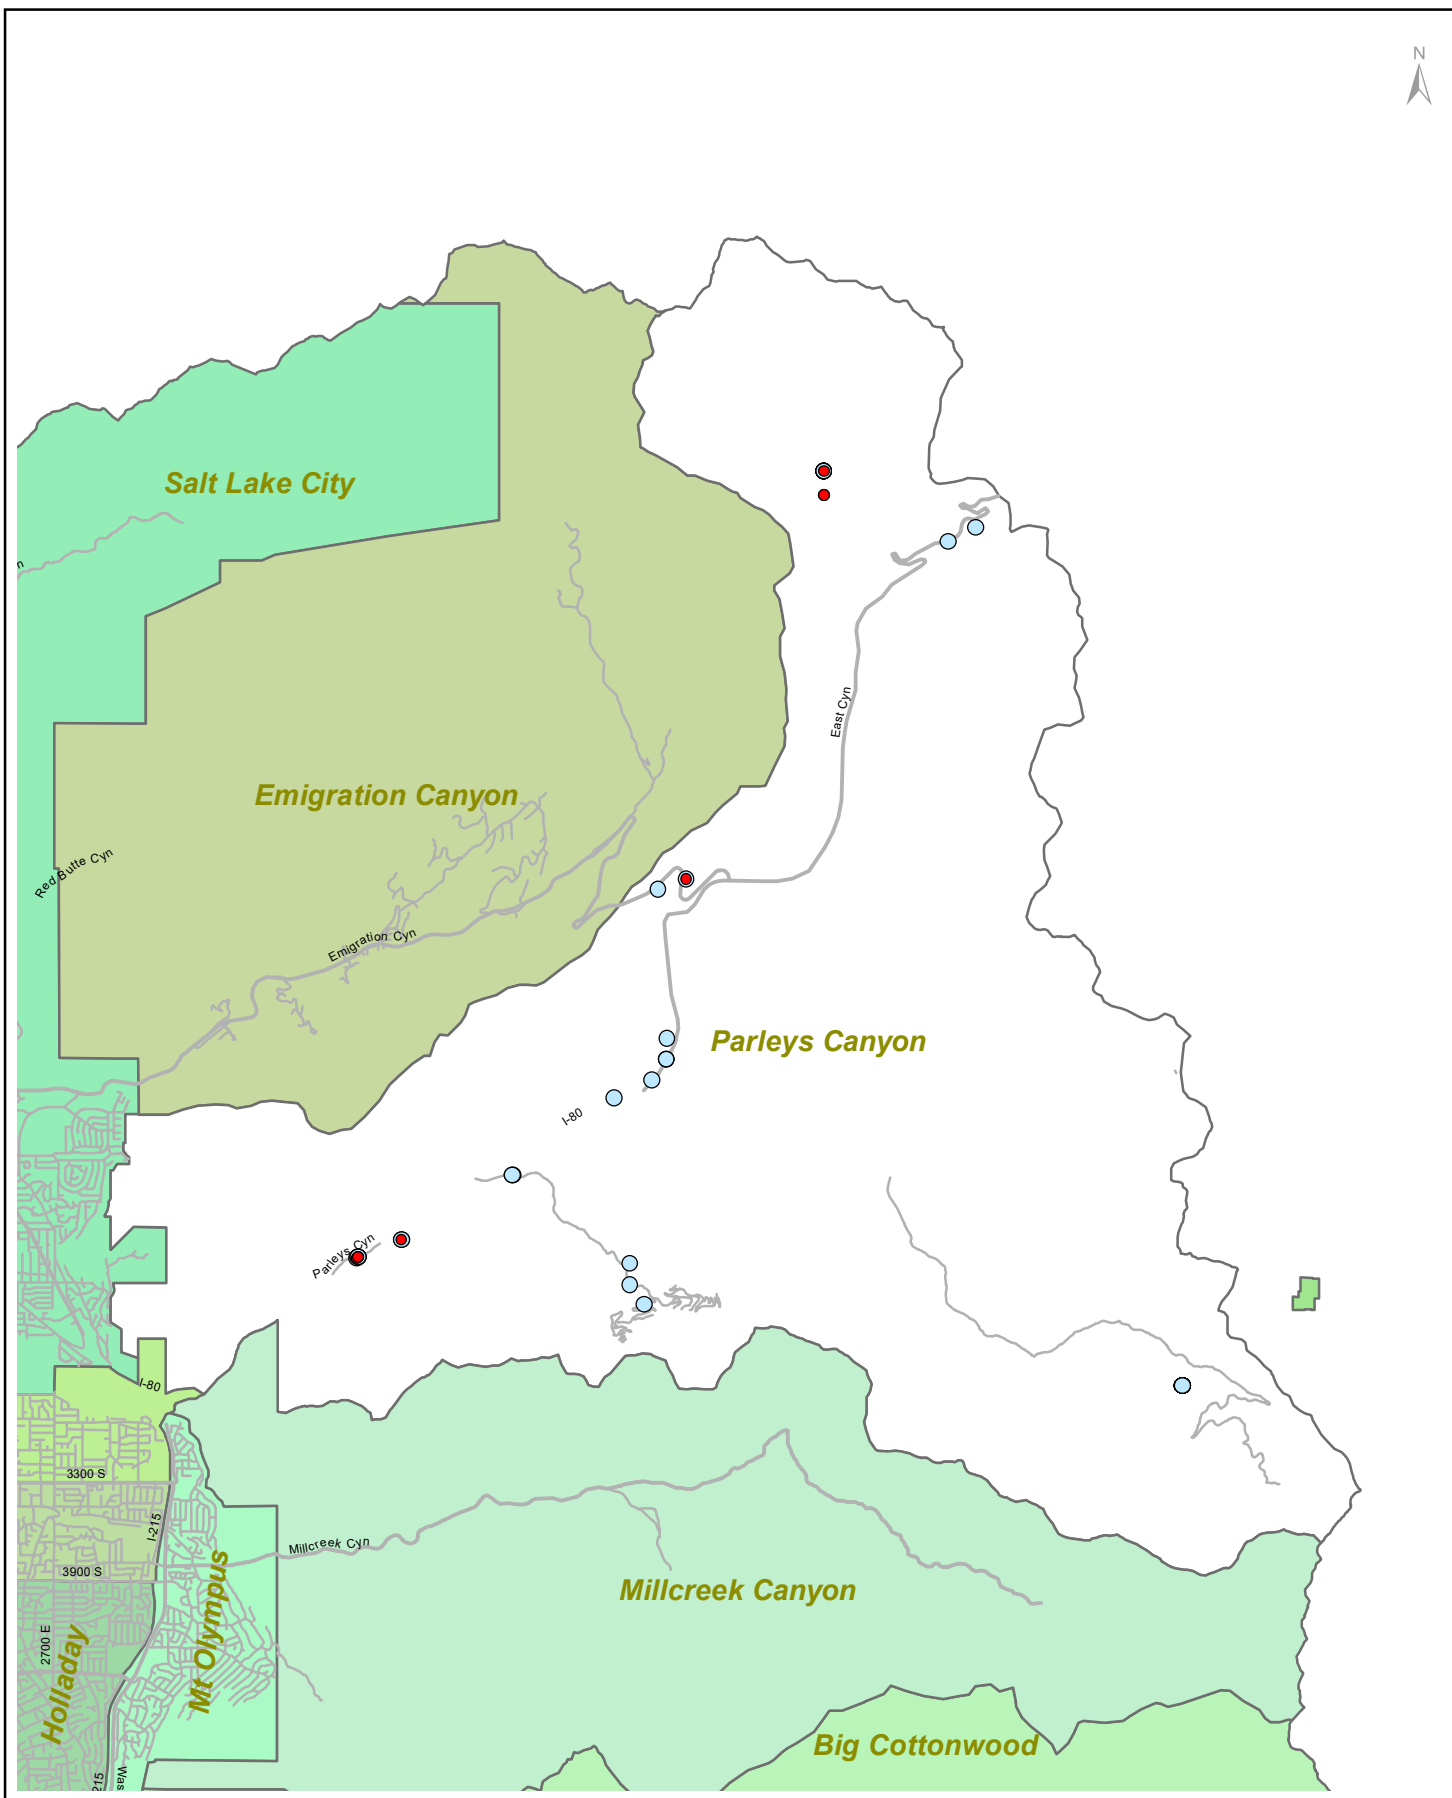 N
Salt Lake City
n
East Cyn
Emigration Canyon
Red Butte Cyn
Emigration Cyn
Parleys Canyon
I-80
Parleys Cyn
I-80
3300 S
I-215
Millcreek Cyn
3900 S
Millcreek Canyon
2700 E
Holladay
Mt Olympus
Big Cottonwood
215
Was